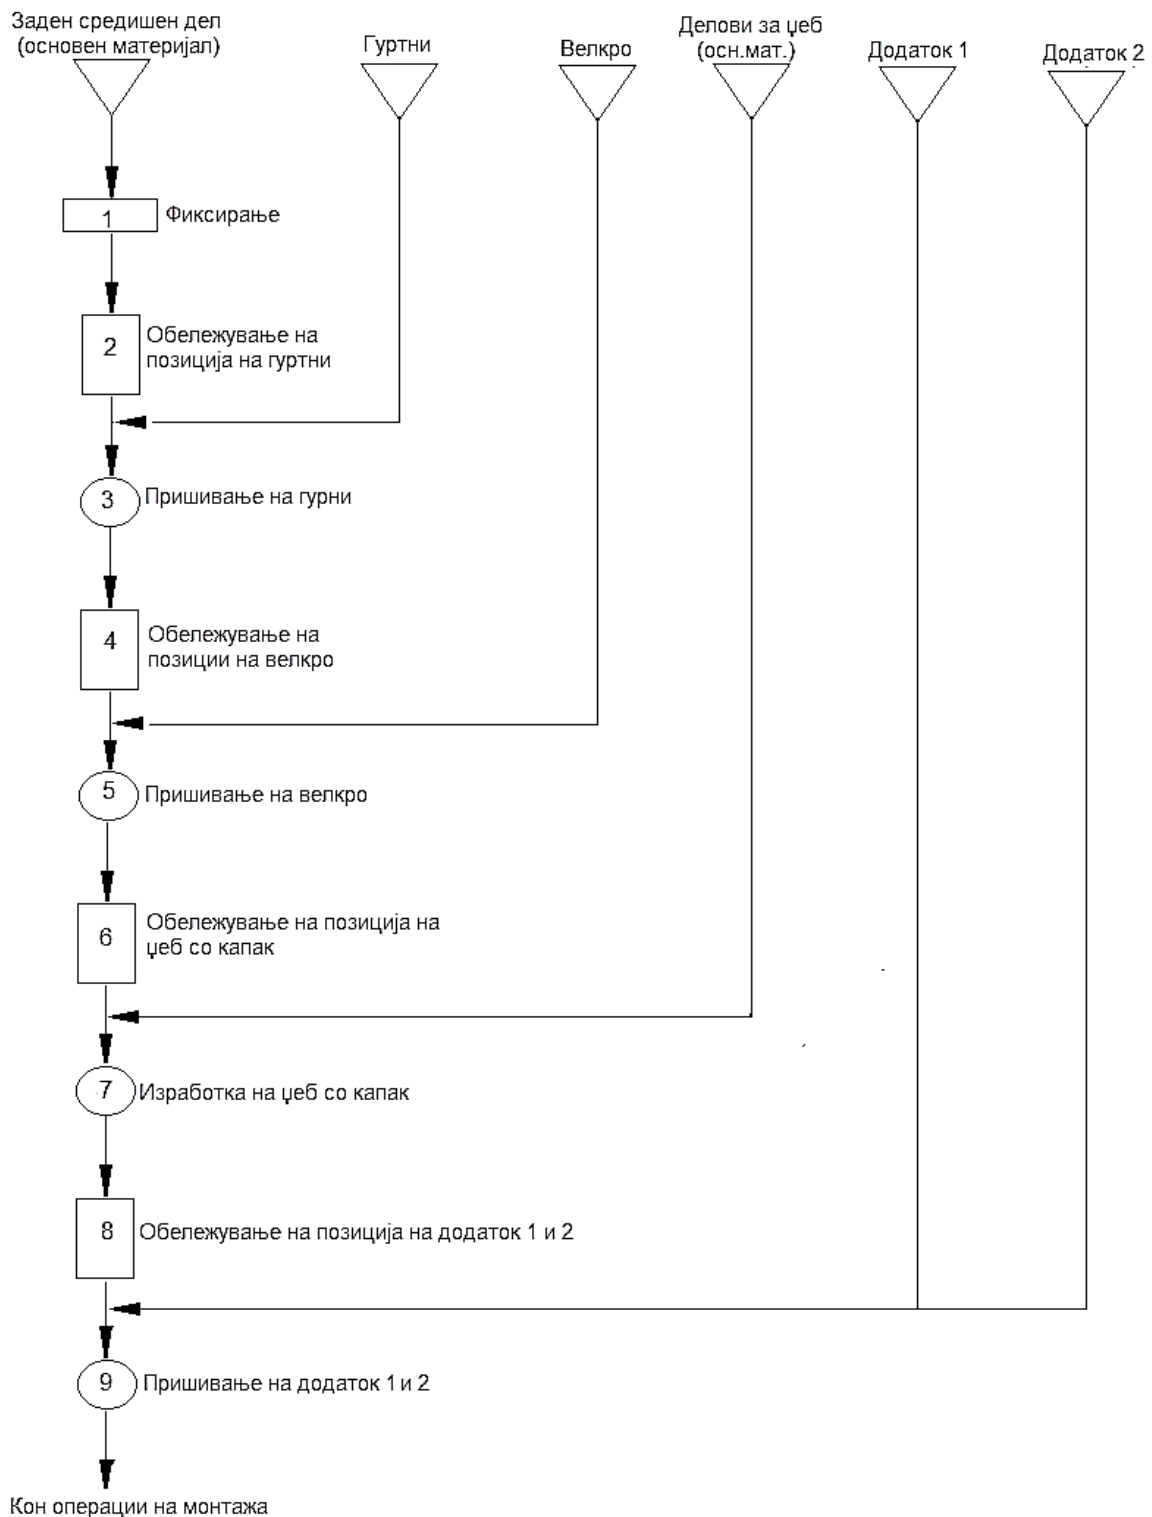 Заден средишен дел
(основен материјал)
Гуртни
Велкро
Делови за џеб
(осн.мат.)
Додаток 1
Додаток 2
1
Фиксирање
2
Обележување на
позиција на гуртни
3
Пришивање на гурни
4
Обележување на
позиции на велкро
5
Пришивање на велкро
6
Обележување на позиција на
џеб со капак
7
Изработка на џеб со капак
8
Обележување на позиција на додаток 1 и 2
9
Пришивање на додаток 1 и 2
Кон операции на монтажа